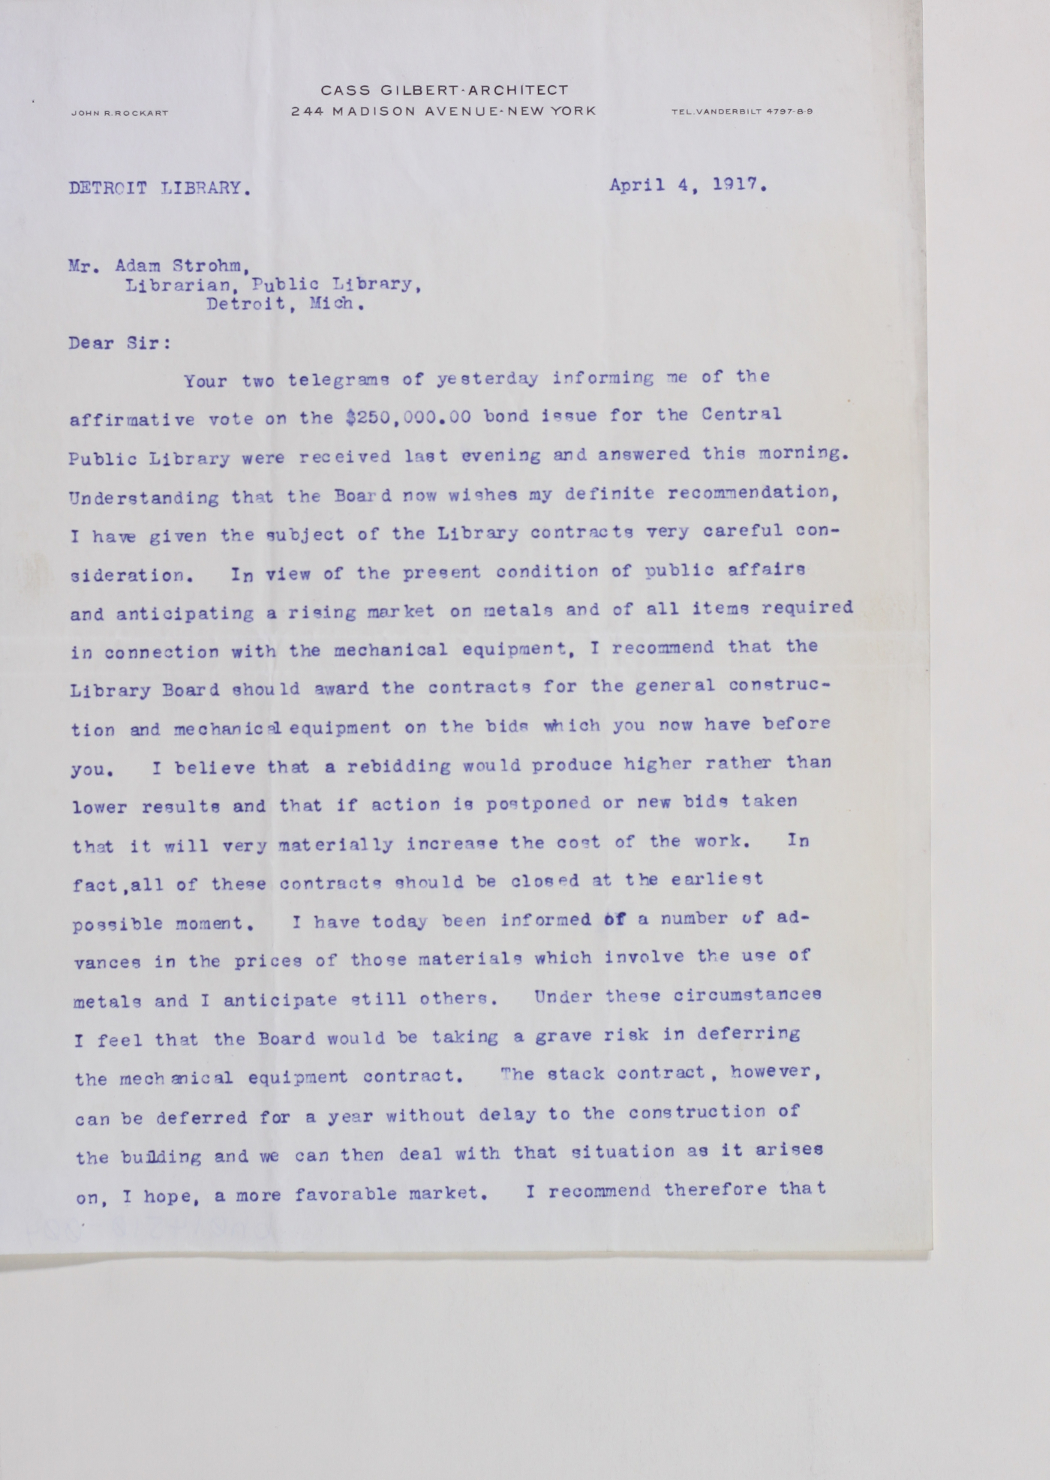 CASS GILBERT-ARCHITECT
JOHN R. ROCKART 244 MADISON AVENUE-NEW YORK TEL. VANDERBILT 4797-8-9
DETROIT LIBRARY. April 4, 1917.
Mr. Adam Strohm,
Librarian, Public Library,
Detroit, Mich.
Dear Sir:
Your two telegrams of yesterday informing me of the
affirmative vote on the $250,000.00 bond issue for the Central
Public Library were received last evening and answered this morning.
Understanding that the Board now wishes my definite recommendation,
I have given the subject of the Library contracts very careful con-
sideration. In view of the present condition of public affairs
and anticipating a rising market on metals and of all items required
in connection with the mechanical equipment, I recommend that the
Library Board should award the contracts for the general construc-
tion and mechanical equipment on the bids which you now have before
you. I believe that a rebidding would produce higher rather than
lower results and that if action is postponed or new bids taken
that it will very materially increase the cost of the work. In
fact, all of these contracts should be closed at the earliest
possible moment. I have today been informed of a number of ad-
vances in the prices of those materials which involve the use of
metals and I anticipate still others. Under these circumstances
I feel that the Board would be taking a grave risk in deferring
the mechanical equipment contract. The stack contract, however,
can be deferred for a year without delay to the construction of
the building and we can then deal with that situation as it arises
on, I hope, a more favorable market. I recommend therefore that